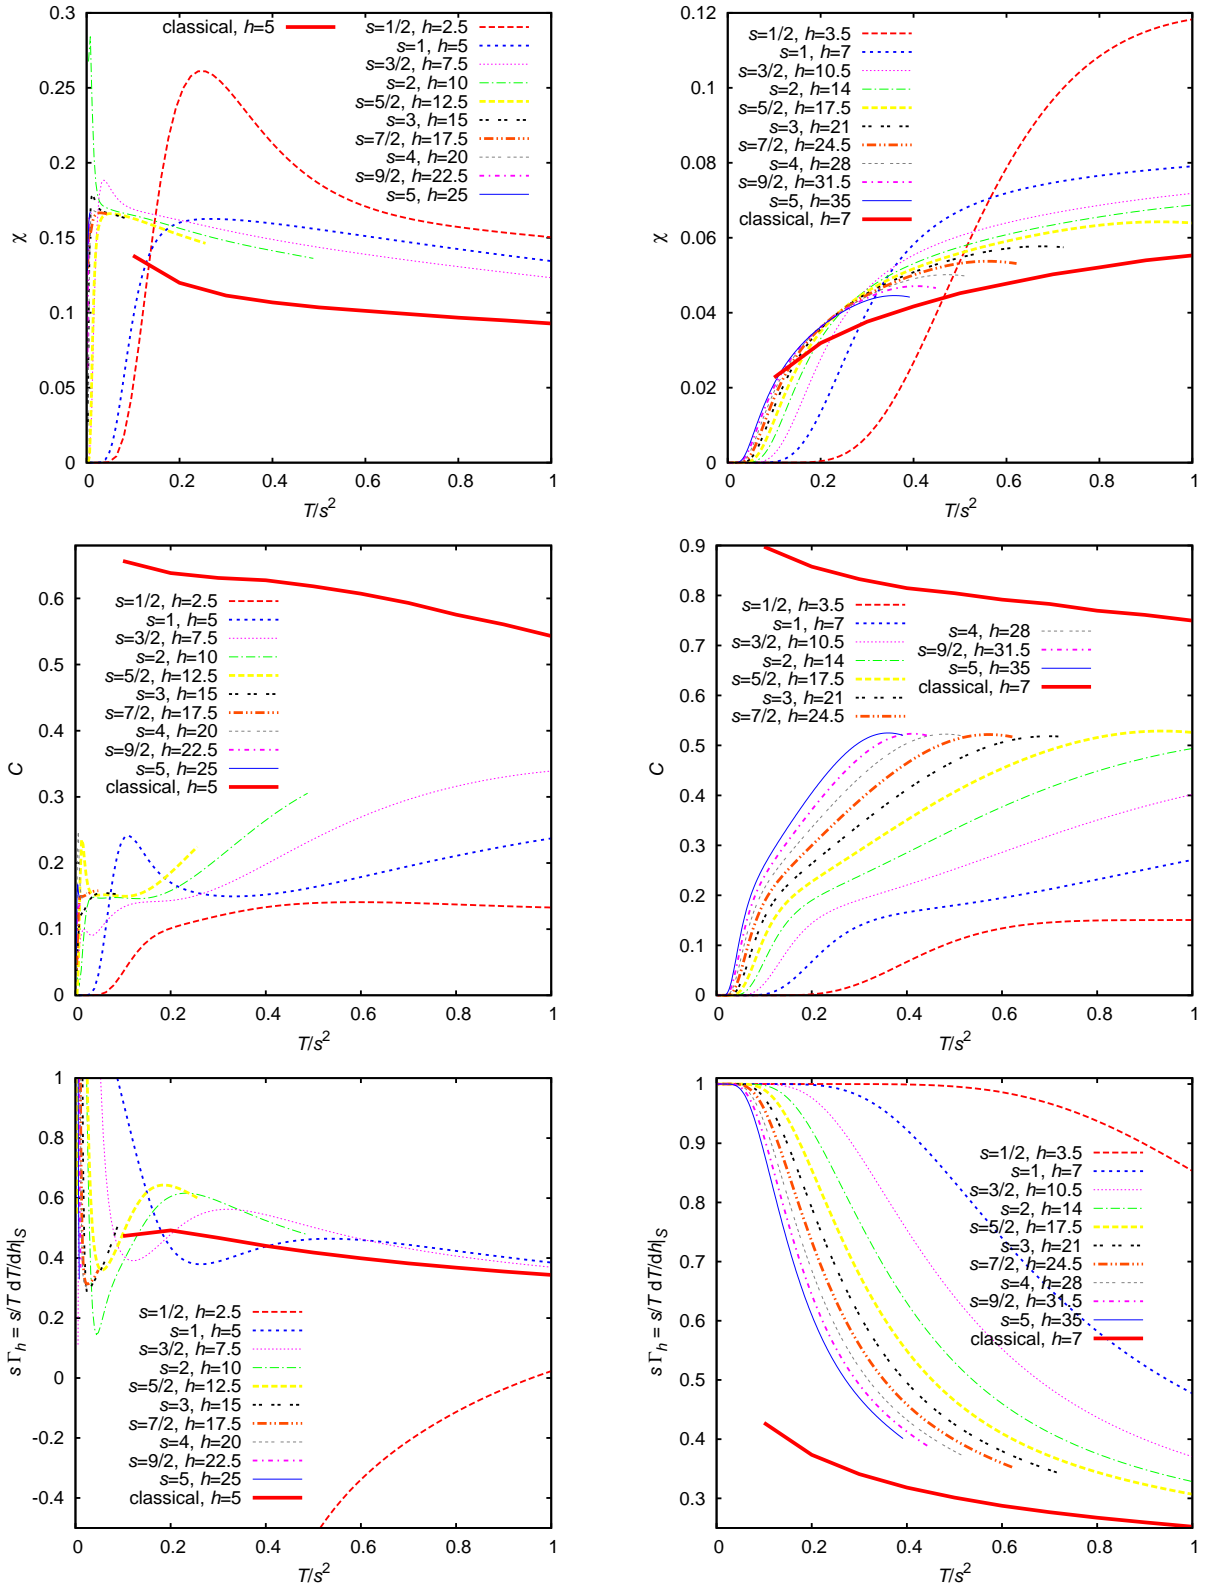 classical, h=5
s=1/2, h=2.5
s=1, h=5
s=3/2, h=7.5
s=2, h=10
s=5/2, h=12.5
s=3, h=15
s=7/2, h=17.5
s=4, h=20
s=9/2, h=22.5
s=5, h=25
0.3
0.25
0.2
0.15
0.1
0.05
0
χ
0
0.2
0.4
0.6
0.8
1
T/s²
s=1/2, h=3.5
s=1, h=7
s=3/2, h=10.5
s=2, h=14
s=5/2, h=17.5
s=3, h=21
s=7/2, h=24.5
s=4, h=28
s=9/2, h=31.5
s=5, h=35
classical, h=7
0.12
0.1
0.08
0.06
0.04
0.02
0
χ
0
0.2
0.4
0.6
0.8
1
T/s²
s=1/2, h=2.5
s=1, h=5
s=3/2, h=7.5
s=2, h=10
s=5/2, h=12.5
s=3, h=15
s=7/2, h=17.5
s=4, h=20
s=9/2, h=22.5
s=5, h=25
classical, h=5
0.6
0.5
0.4
0.3
0.2
0.1
0
C
0
0.2
0.4
0.6
0.8
1
T/s²
s=1/2, h=3.5
s=1, h=7
s=3/2, h=10.5
s=2, h=14
s=5/2, h=17.5
s=3, h=21
s=7/2, h=24.5
s=4, h=28
s=9/2, h=31.5
s=5, h=35
classical, h=7
0.9
0.8
0.7
0.6
0.5
0.4
0.3
0.2
0.1
0
C
0
0.2
0.4
0.6
0.8
1
T/s²
1
0.8
0.6
0.4
0.2
0
-0.2
-0.4
s Γh = s/T dT/dh|S
s=1/2, h=2.5
s=1, h=5
s=3/2, h=7.5
s=2, h=10
s=5/2, h=12.5
s=3, h=15
s=7/2, h=17.5
s=4, h=20
s=9/2, h=22.5
s=5, h=25
classical, h=5
0
0.2
0.4
0.6
0.8
1
T/s²
1
0.9
0.8
0.7
0.6
0.5
0.4
0.3
s Γh = s/T dT/dh|S
s=1/2, h=3.5
s=1, h=7
s=3/2, h=10.5
s=2, h=14
s=5/2, h=17.5
s=3, h=21
s=7/2, h=24.5
s=4, h=28
s=9/2, h=31.5
s=5, h=35
classical, h=7
0
0.2
0.4
0.6
0.8
1
T/s²